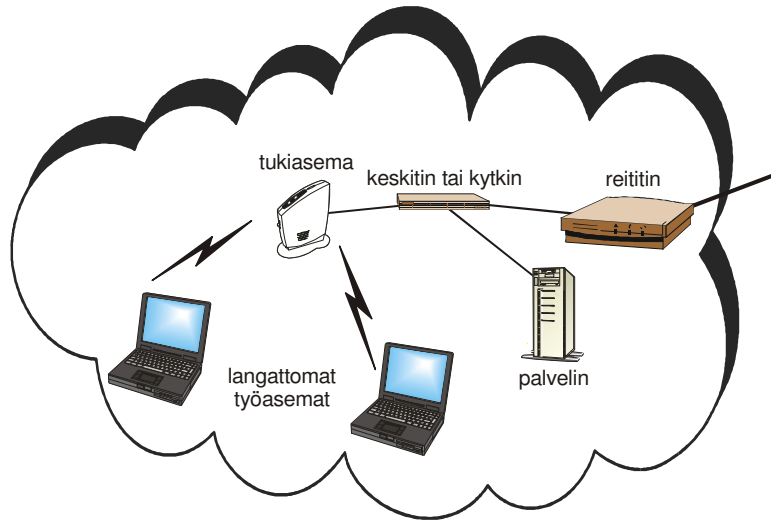 tukiasema
keskitin tai kytkin
reititin
langattomat
työasemat
palvelin